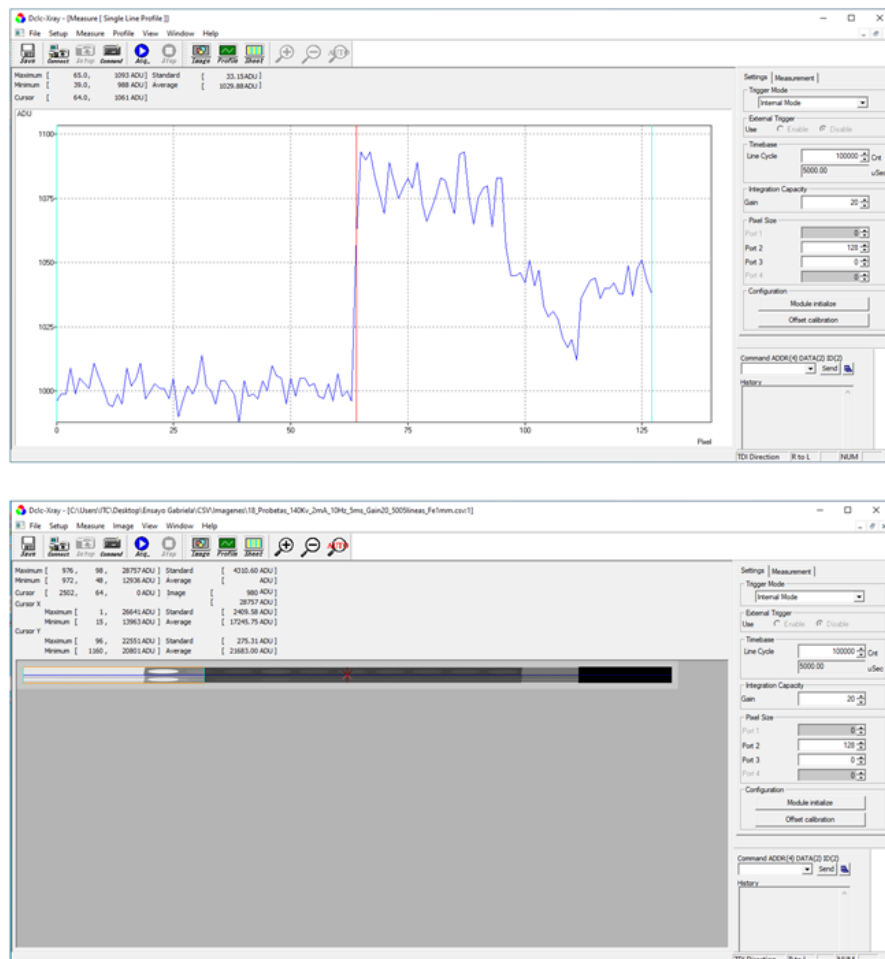 Dclc-Xray - [Measure [ Single Line Profile ]]
File Setup Measure Profile View Window Help
Save Connect Setup Command Acq. Stop Image Profile Sheet AUTO
Maximum [ 65.0, 1093 ADU ] Standard [ 33.15ADU ]
Minimum [ 39.0, 988 ADU ] Average [ 1029.88ADU ]
Cursor [ 64.0, 1061 ADU ]
ADU
1100
1075
1050
1025
1000
0 25 50 75 100 125
Pixel
Settings Measurement
Trigger Mode
Internal Mode
External Trigger
Use Enable Disable
Timebase
Line Cycle 100000 Cnt
5000.00 uSec
Integration Capacity
Gain 20
Pixel Size
Port 1 0
Port 2 128
Port 3 0
Port 4 0
Configuration
Module initialize
Offset calibration
Command ADDR(4) DATA(2) ID(2)
Send
History
TDI Direction R to L NUM
Dclc-Xray - [C:\Users\ITC\Desktop\Ensayo Gabriela\CSV\Imagenes\18_Probetas_140Kv_2mA_10Hz_5ms_Gain20_5005lineas_Fe1mm.csv:1]
File Setup Measure Image View Window Help
Save Connect Setup Command Acq. Stop Image Profile Sheet AUTO
Maximum [ 976, 98, 28757 ADU ] Standard [ 4310.60 ADU ]
Minimum [ 972, 48, 12936 ADU ] Average [ ADU ]
Cursor [ 2502, 64, 0 ADU ] Image [ 980 ADU ]
Cursor X [ 28757 ADU ]
Maximum [ 1, 26641 ADU ] Standard [ 2409.58 ADU ]
Minimum [ 15, 13963 ADU ] Average [ 17245.75 ADU ]
Cursor Y
Maximum [ 96, 22551 ADU ] Standard [ 275.31 ADU ]
Minimum [ 1160, 20801 ADU ] Average [ 21683.00 ADU ]
Settings Measurement
Trigger Mode
Internal Mode
External Trigger
Use Enable Disable
Timebase
Line Cycle 100000 Cnt
5000.00 uSec
Integration Capacity
Gain 20
Pixel Size
Port 1 0
Port 2 128
Port 3 0
Port 4 0
Configuration
Module initialize
Offset calibration
Command ADDR(4) DATA(2) ID(2)
Send
History
TDI Direction R to L NUM